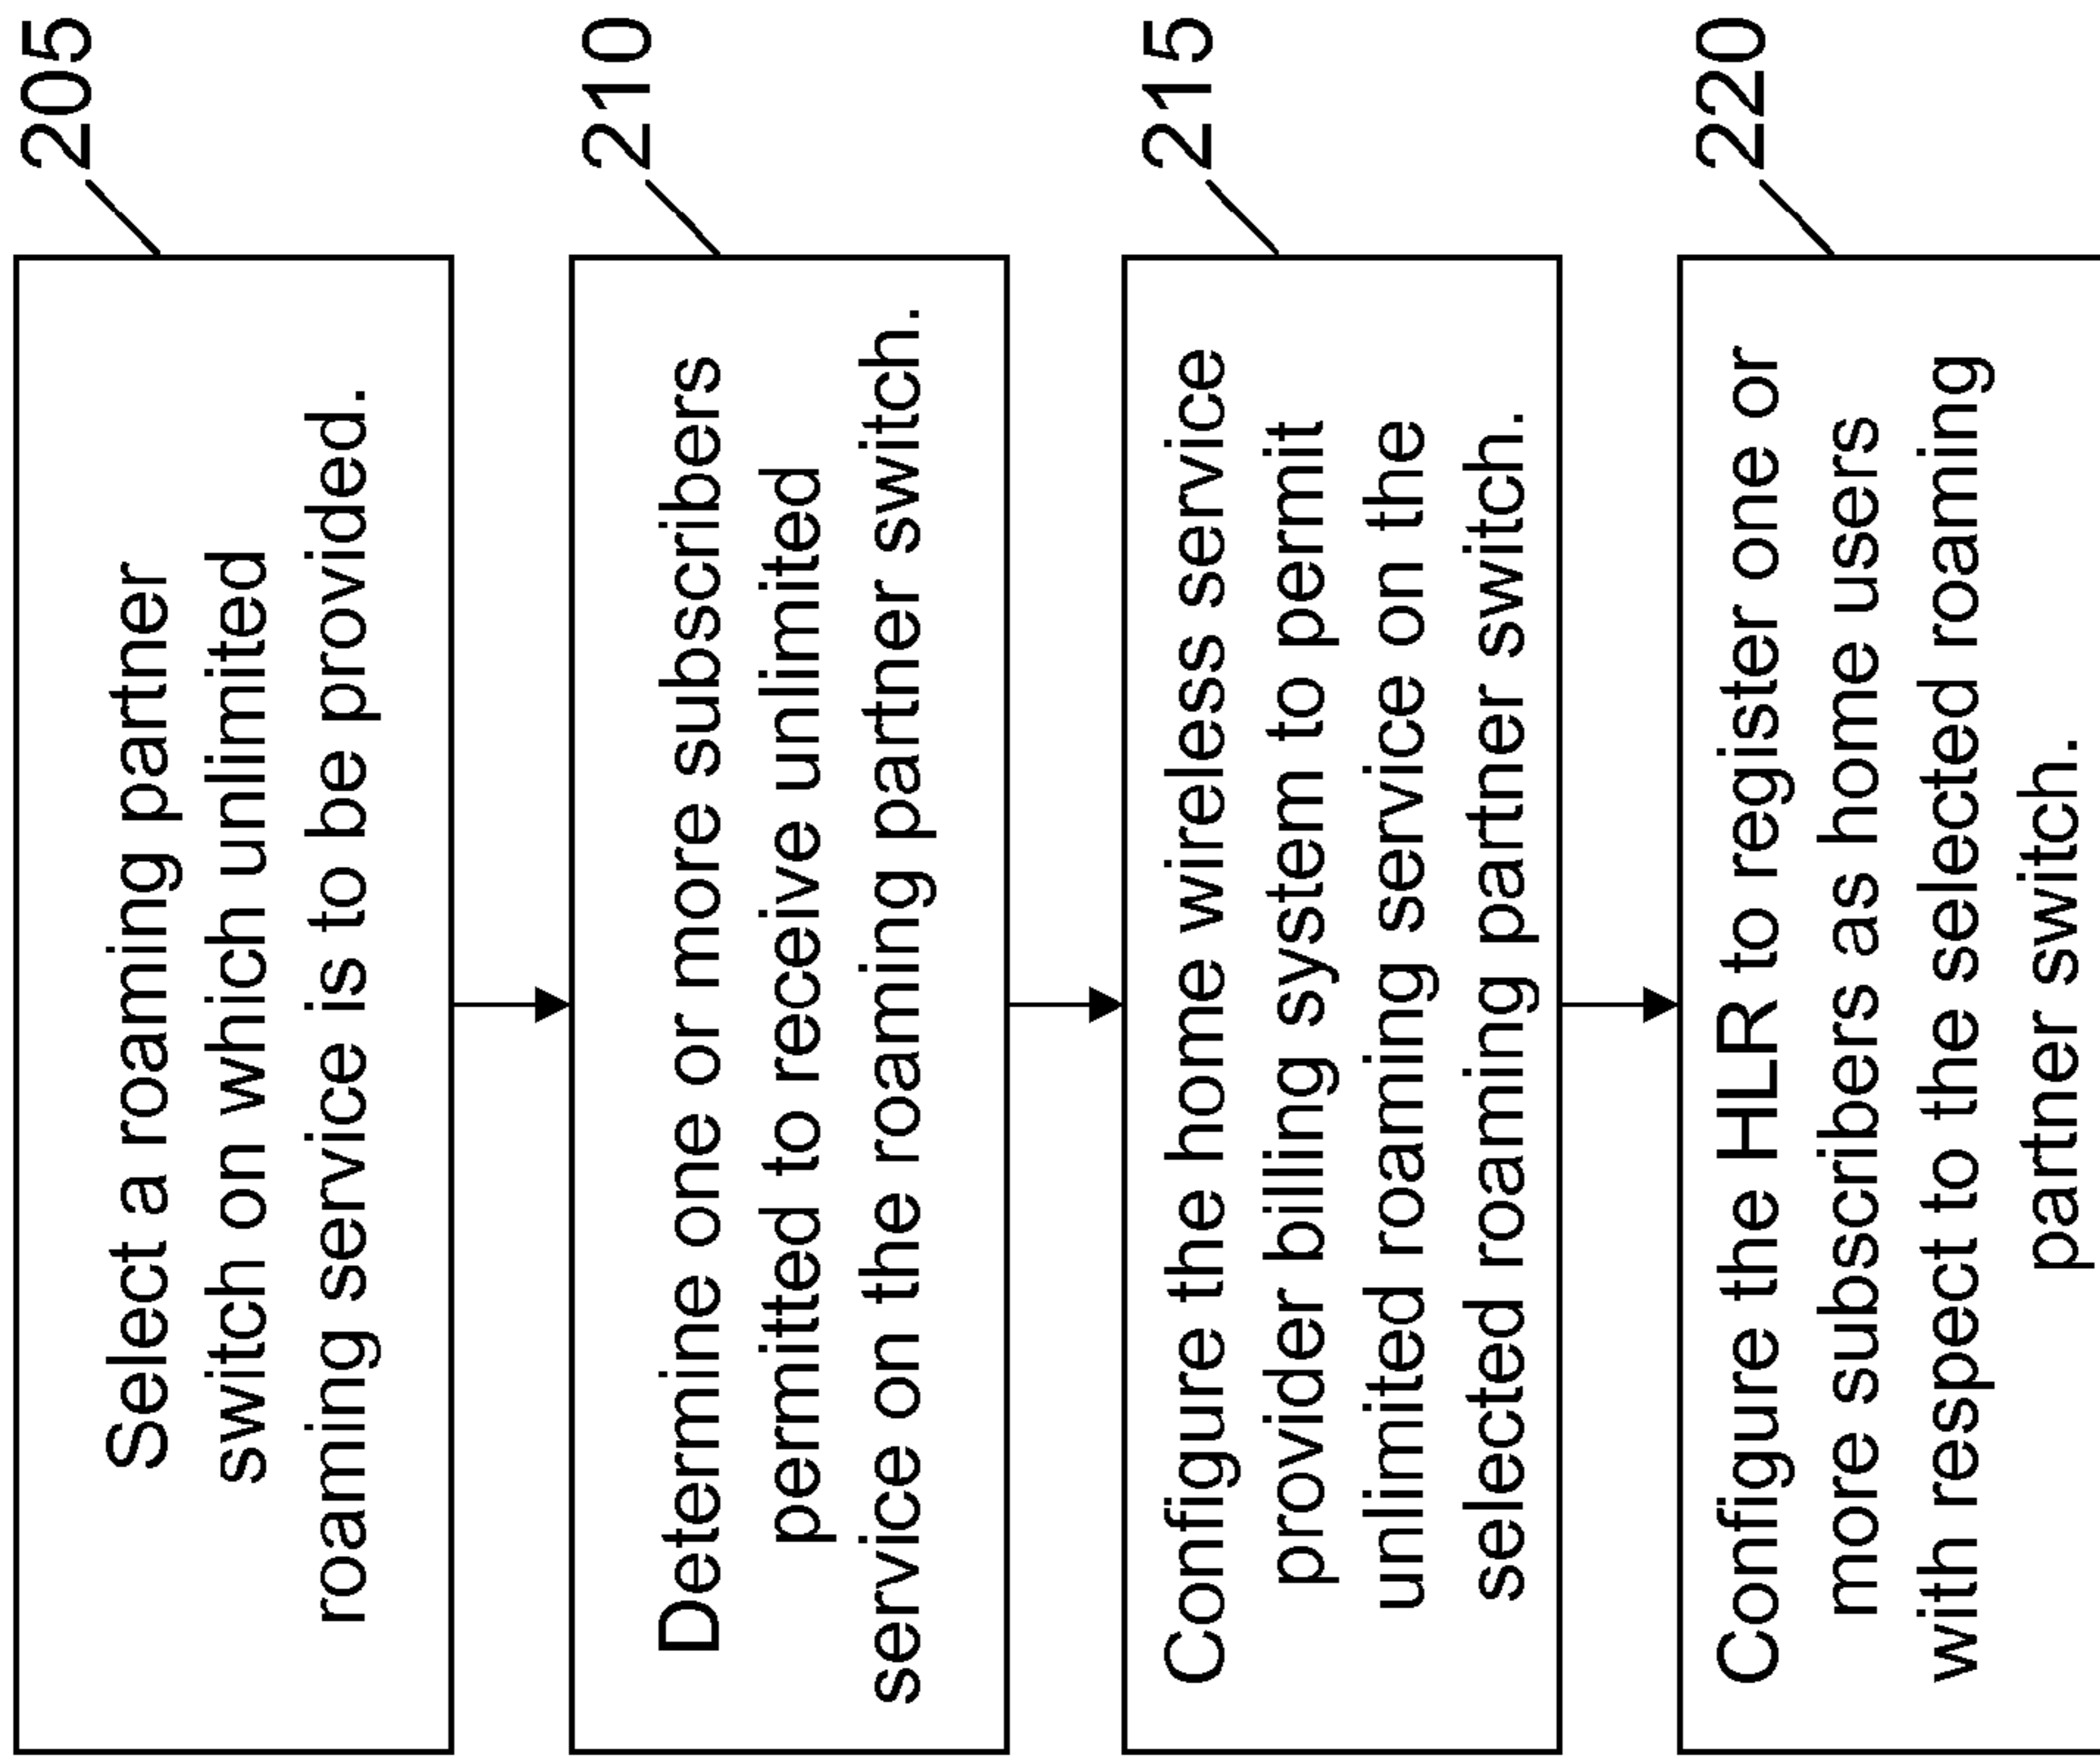 205
Select a roaming partner
switch on which unlimited
roaming service is to be provided.
210
Determine one or more subscribers
permitted to receive unlimited
service on the roaming partner switch.
215
Configure the home wireless service
provider billing system to permit
unlimited roaming service on the
selected roaming partner switch.
220
Configure the HLR to register one or
more subscribers as home users
with respect to the selected roaming
partner switch.